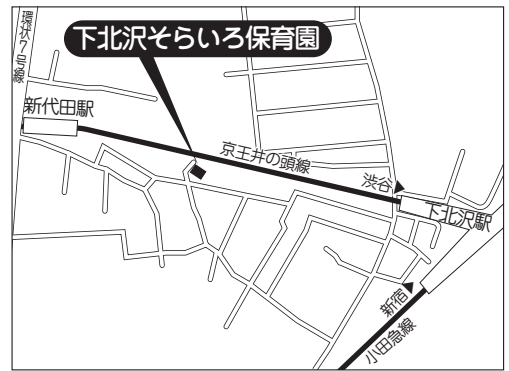 環状7号線
下北沢そらいろ保育園
新代田駅
京王井の頭線
渋谷
下北沢駅
新宿
小田急線